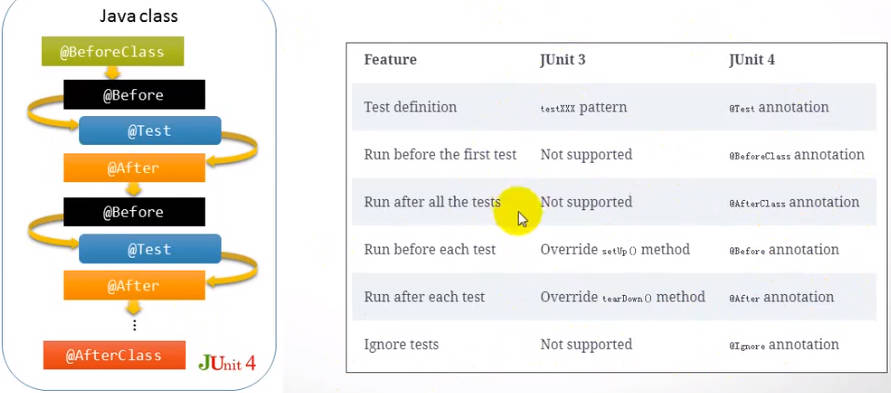 Java class
@BeforeClass
@Before
@Test
@After
@Before
@Test
@After
@AfterClass
JUnit 4
Feature JUnit 3 JUnit 4
Test definition testXXX pattern @Test annotation
Run before the first test Not supported @BeforeClass annotation
Run after all the tests Not supported @AfterClass annotation
Run before each test Override setUp() method @Before annotation
Run after each test Override tearDown() method @After annotation
Ignore tests Not supported @Ignore annotation